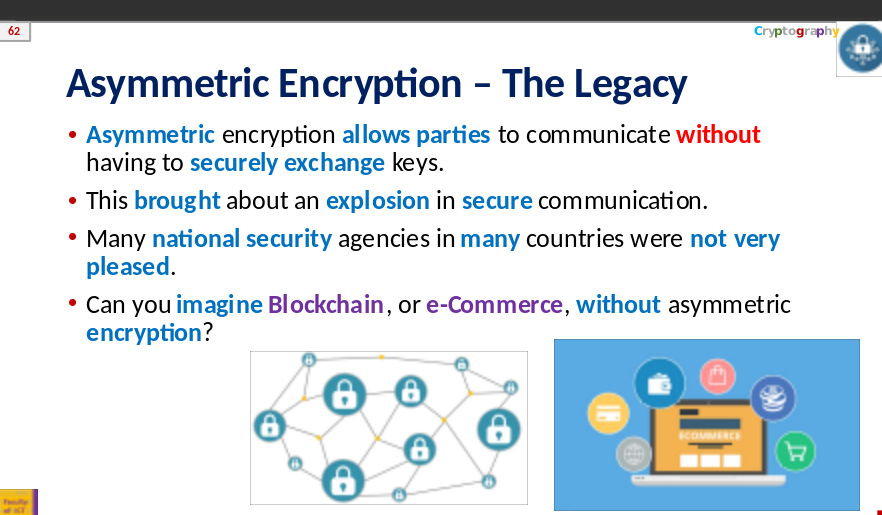 62
Cryptography
Asymmetric Encryption – The Legacy
• Asymmetric encryption allows parties to communicate without
having to securely exchange keys.
• This brought about an explosion in secure communication.
• Many national security agencies in many countries were not very
pleased.
• Can you imagine Blockchain, or e-Commerce, without asymmetric
encryption?
ECOMMERCE
Faculty
of ICT